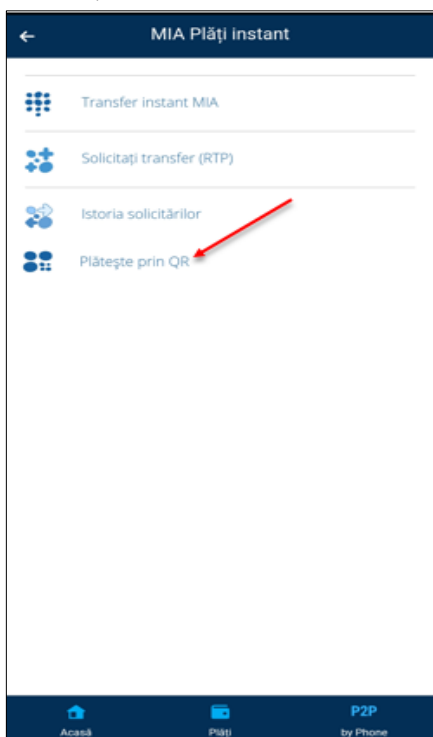 MIA Plăți instant
Transfer instant MIA
Solicitați transfer (RTP)
Istoria solicitărilor
Plătește prin QR
P2P
Acasă Plăți by Phone